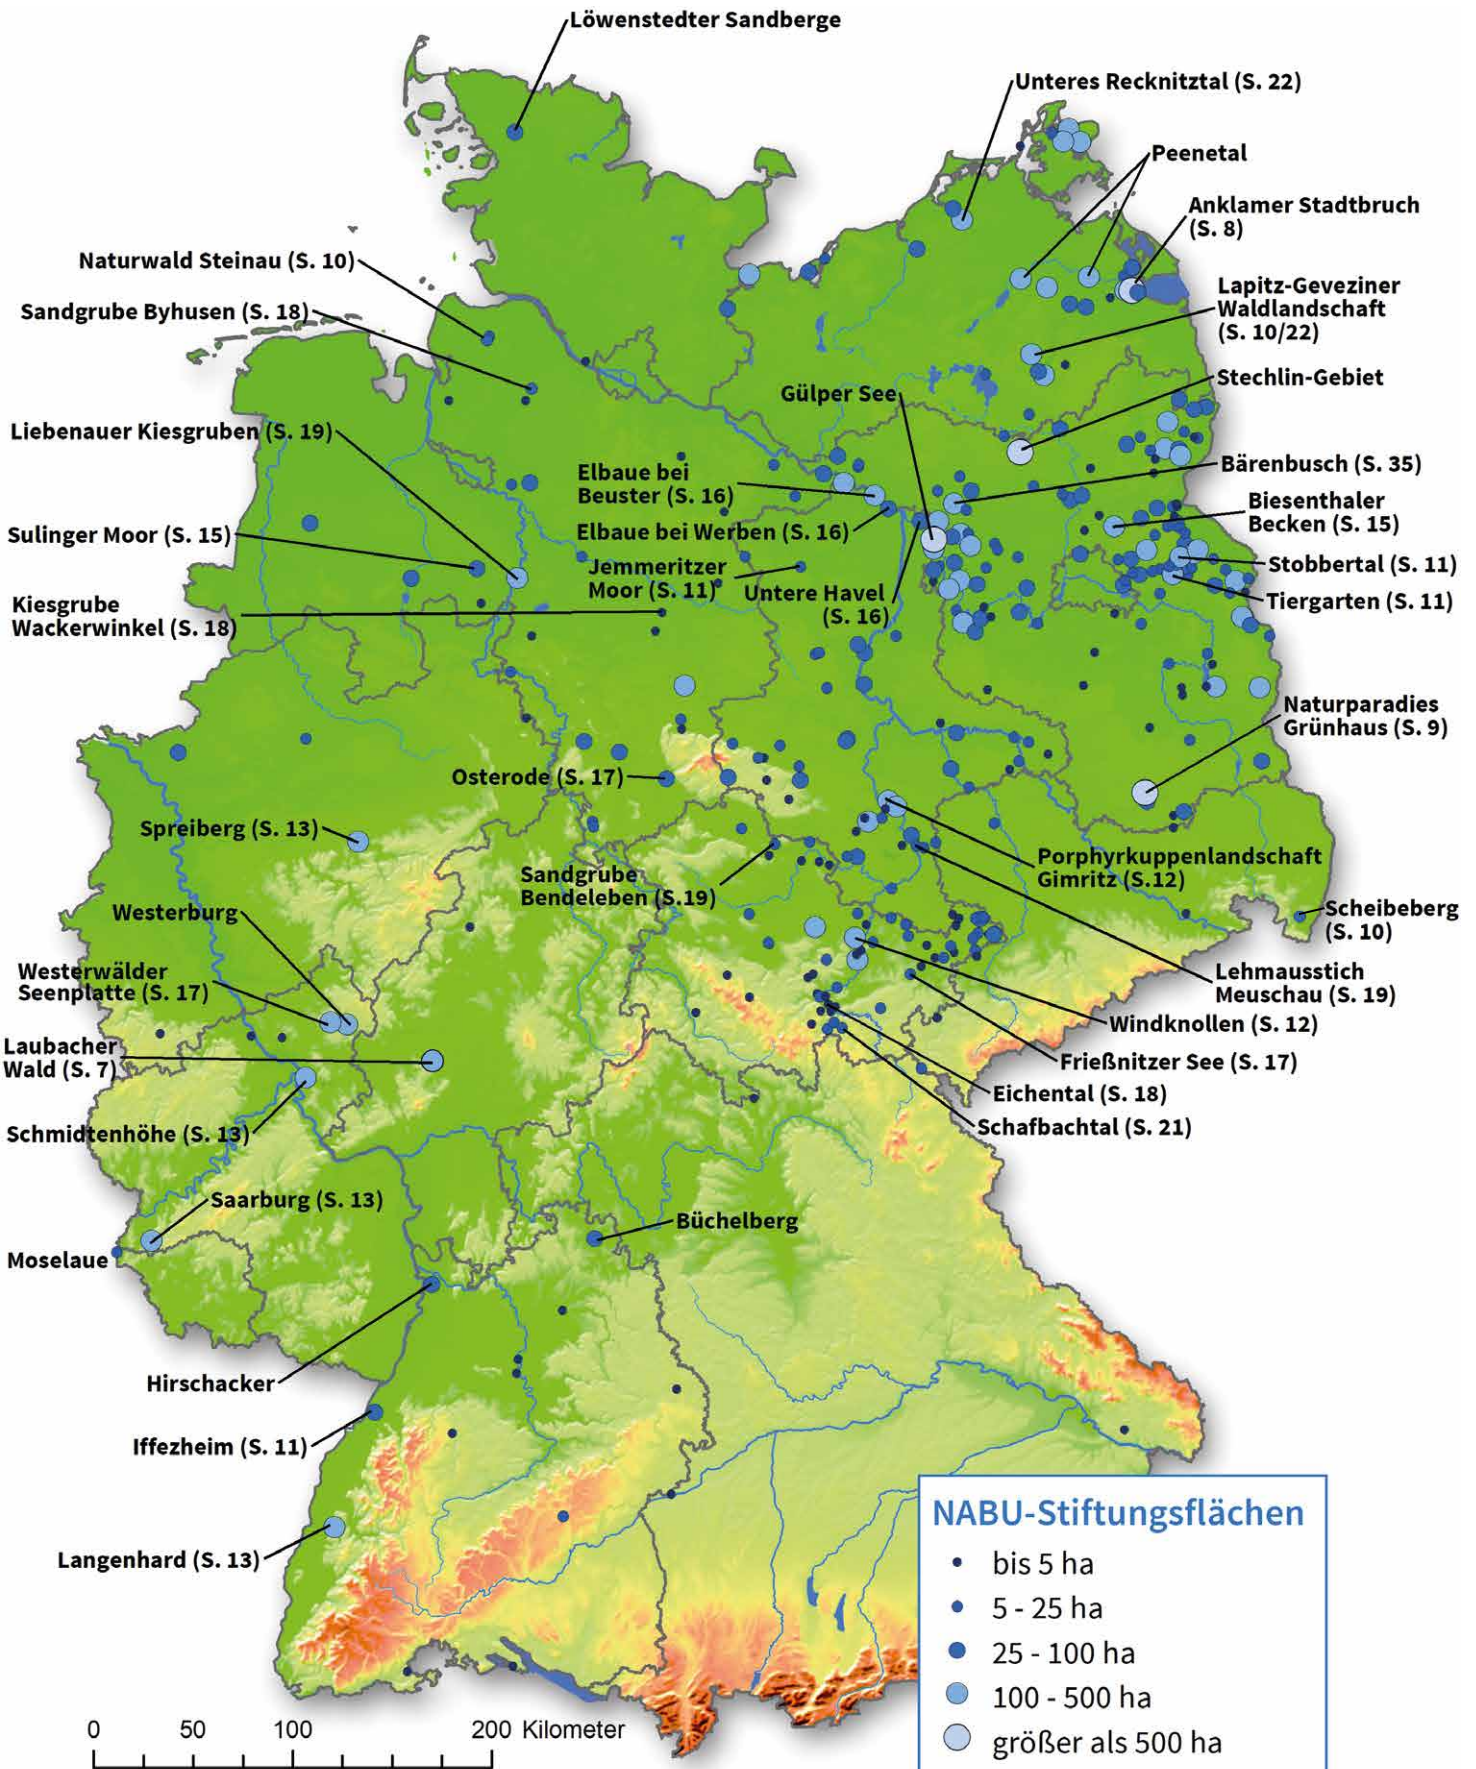 Löwenstedter Sandberge
Unteres Recknitztal (S. 22)
Peenetal
Anklamer Stadtbruch
(S. 8)
Naturwald Steinau (S. 10)
Lapitz-Geveziner
Waldlandschaft
(S. 10/22)
Sandgrube Byhusen (S. 18)
Stechlin-Gebiet
Gülper See
Liebenauer Kiesgruben (S. 19)
Bärenbusch (S. 35)
Elbaue bei
Beuster (S. 16)
Biesenthaler
Becken (S. 15)
Sulinger Moor (S. 15)
Elbaue bei Werben (S. 16)
Stobbertal (S. 11)
Jemmeritzer
Moor (S. 11)
Untere Havel
(S. 16)
Tiergarten (S. 11)
Kiesgrube
Wackerwinkel (S. 18)
Naturparadies
Grünhaus (S. 9)
Osterode (S. 17)
Spreiberg (S. 13)
Porphyrkuppenlandschaft
Gimritz (S.12)
Sandgrube
Bendeleben (S.19)
Westerburg
Scheibeberg
(S. 10)
Westerwälder
Seenplatte (S. 17)
Lehmausstich
Meuschau (S. 19)
Windknollen (S. 12)
Laubacher
Wald (S. 7)
Frießnitzer See (S. 17)
Eichental (S. 18)
Schmidtenhöhe (S. 13)
Schafbachtal (S. 21)
Saarburg (S. 13)
Büchelberg
Moselaue
Hirschacker
Iffezheim (S. 11)
Langenhard (S. 13)
NABU-Stiftungsflächen
bis 5 ha
5 - 25 ha
25 - 100 ha
100 - 500 ha
größer als 500 ha
0 50 100 200 Kilometer